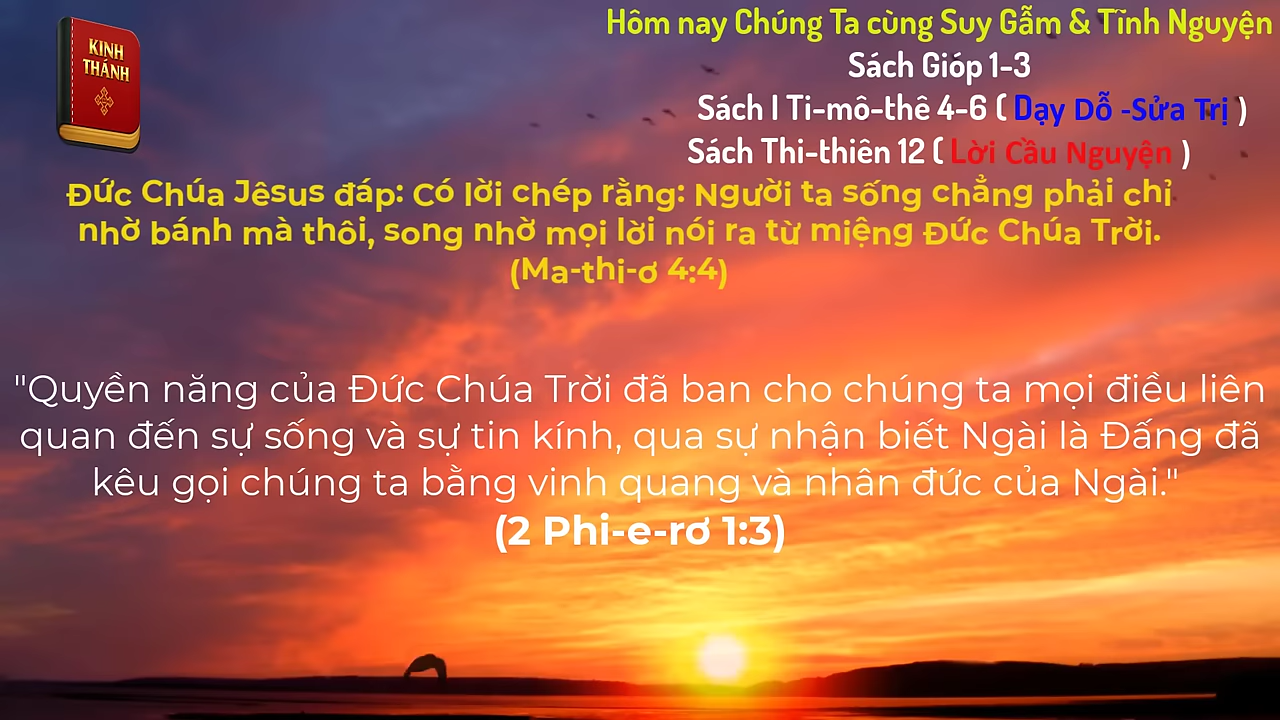 KINH
THÁNH
Hôm nay Chúng Ta cùng Suy Gẫm & Tĩnh Nguyện
Sách Gióp 1-3
Sách I Ti-mô-thê 4-6 ( Dạy Dỗ -Sửa Trị )
Sách Thi-thiên 12 ( Lời Cầu Nguyện )
Đức Chúa Jêsus đáp: Có lời chép rằng: Người ta sống chẳng phải chỉ
nhờ bánh mà thôi, song nhờ mọi lời nói ra từ miệng Đức Chúa Trời.
(Ma-thi-ơ 4:4)
"Quyền năng của Đức Chúa Trời đã ban cho chúng ta mọi điều liên
quan đến sự sống và sự tin kính, qua sự nhận biết Ngài là Đấng đã
kêu gọi chúng ta bằng vinh quang và nhân đức của Ngài."
(2 Phi-e-rơ 1:3)